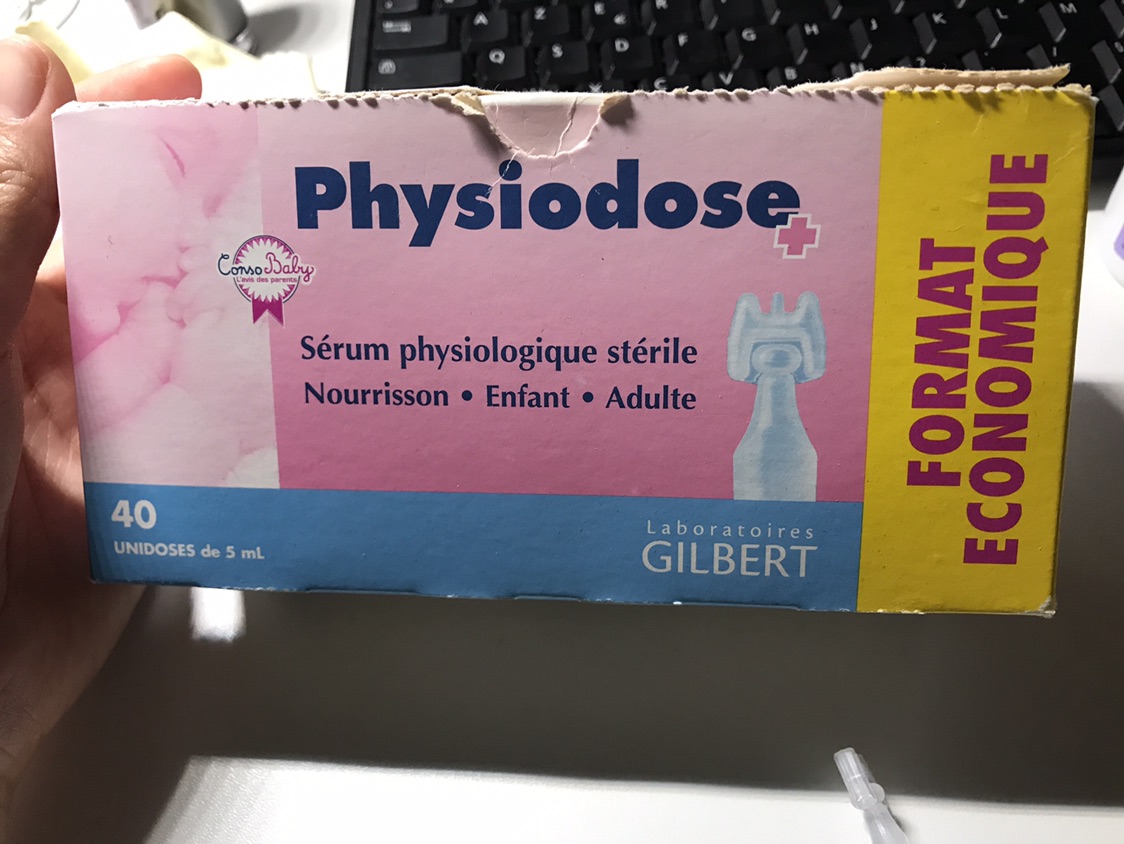 Physiodose
Conso Baby
L'avis des parents
Sérum physiologique stérile
Nourrisson • Enfant • Adulte
40
UNIDOSES de 5 mL
Laboratoires
GILBERT
FORMAT
ECONOMIQUE
A Z E € R T Y U I O P
Q S D F G H J K L M
C V B N